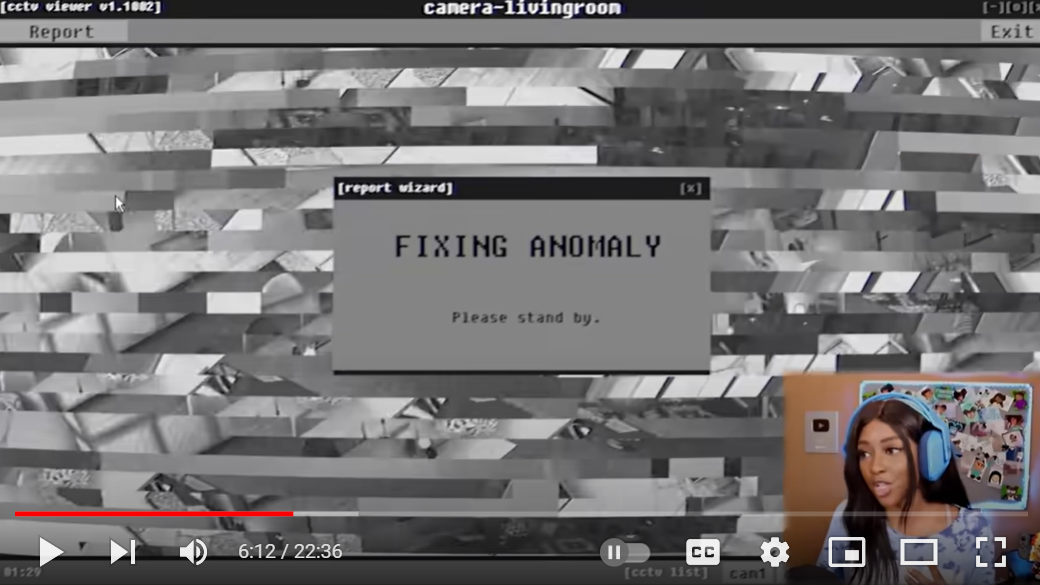 [cctv viewer v1.1002]
camera-livingroom
Report
Exit
[report wizard]
[x]
FIXING ANOMALY
Please stand by.
6:12 / 22:36
CC
01:29
[cctv list]
cam1